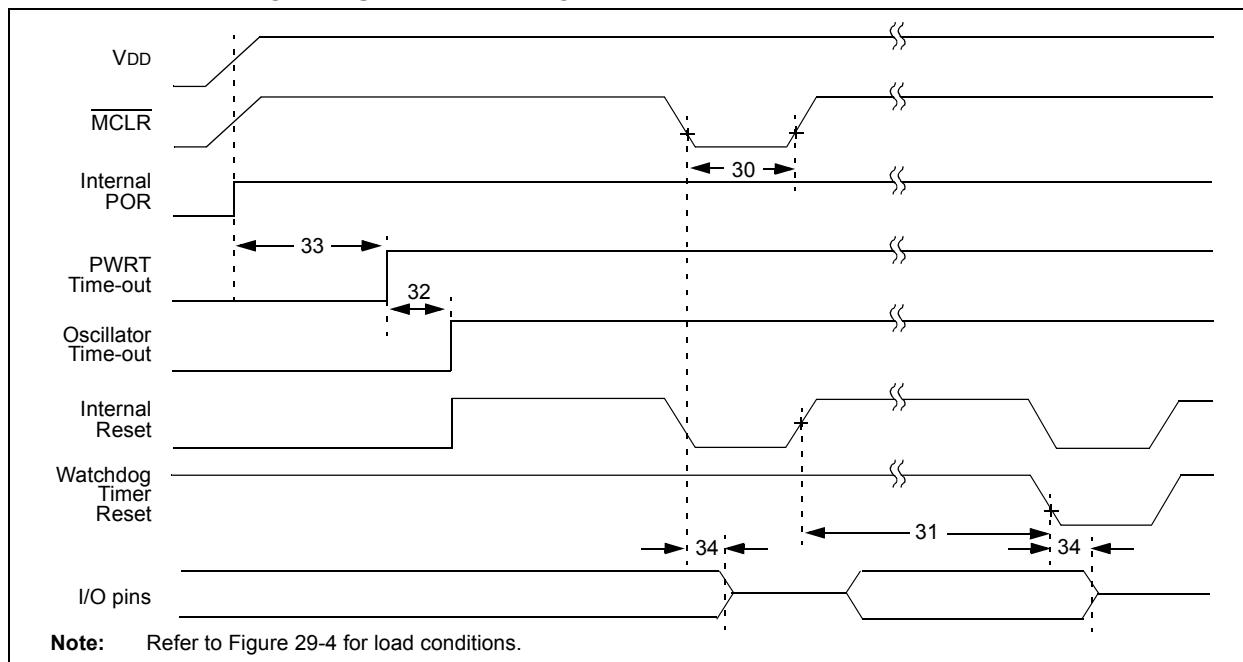 VDD
MCLR
Internal
POR
30
33
PWRT
Time-out
32
Oscillator
Time-out
Internal
Reset
Watchdog
Timer
Reset
31
34
34
I/O pins
Note: Refer to Figure 29-4 for load conditions.